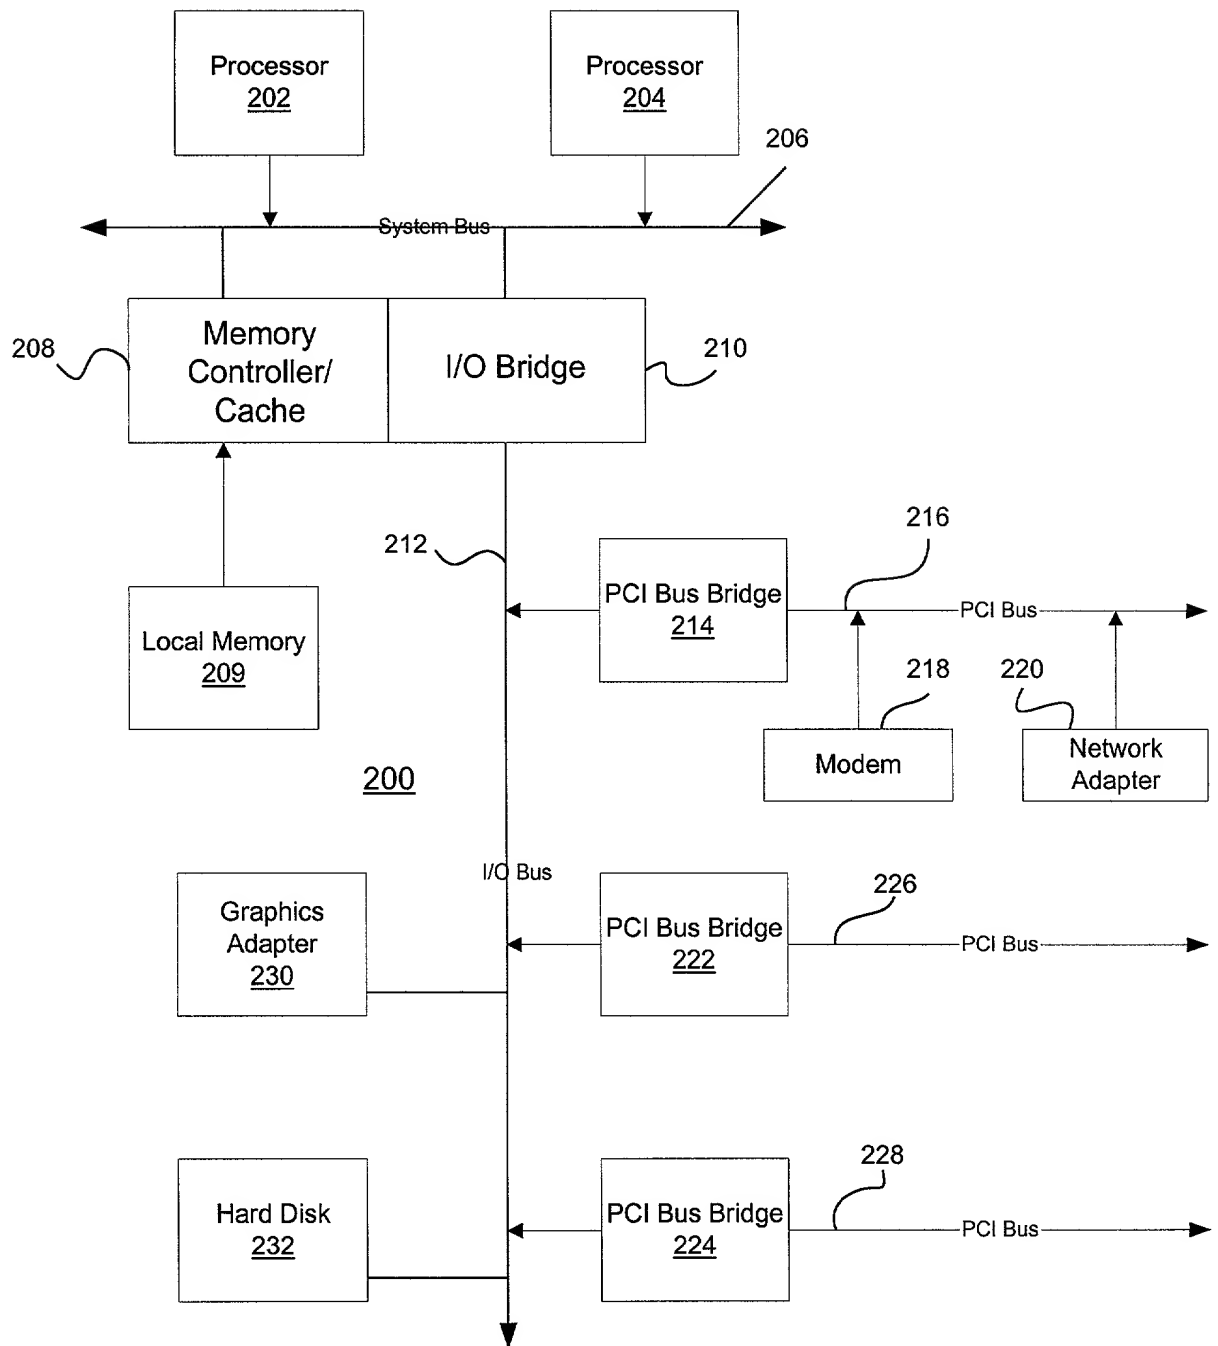 Processor
202
Processor
204
206
System Bus
208
Memory
Controller/
Cache
I/O Bridge
210
212
216
PCI Bus Bridge
214
PCI Bus
Local Memory
209
218
220
Modem
Network
Adapter
200
I/O Bus
Graphics
Adapter
230
PCI Bus Bridge
222
226
PCI Bus
Hard Disk
232
PCI Bus Bridge
224
228
PCI Bus